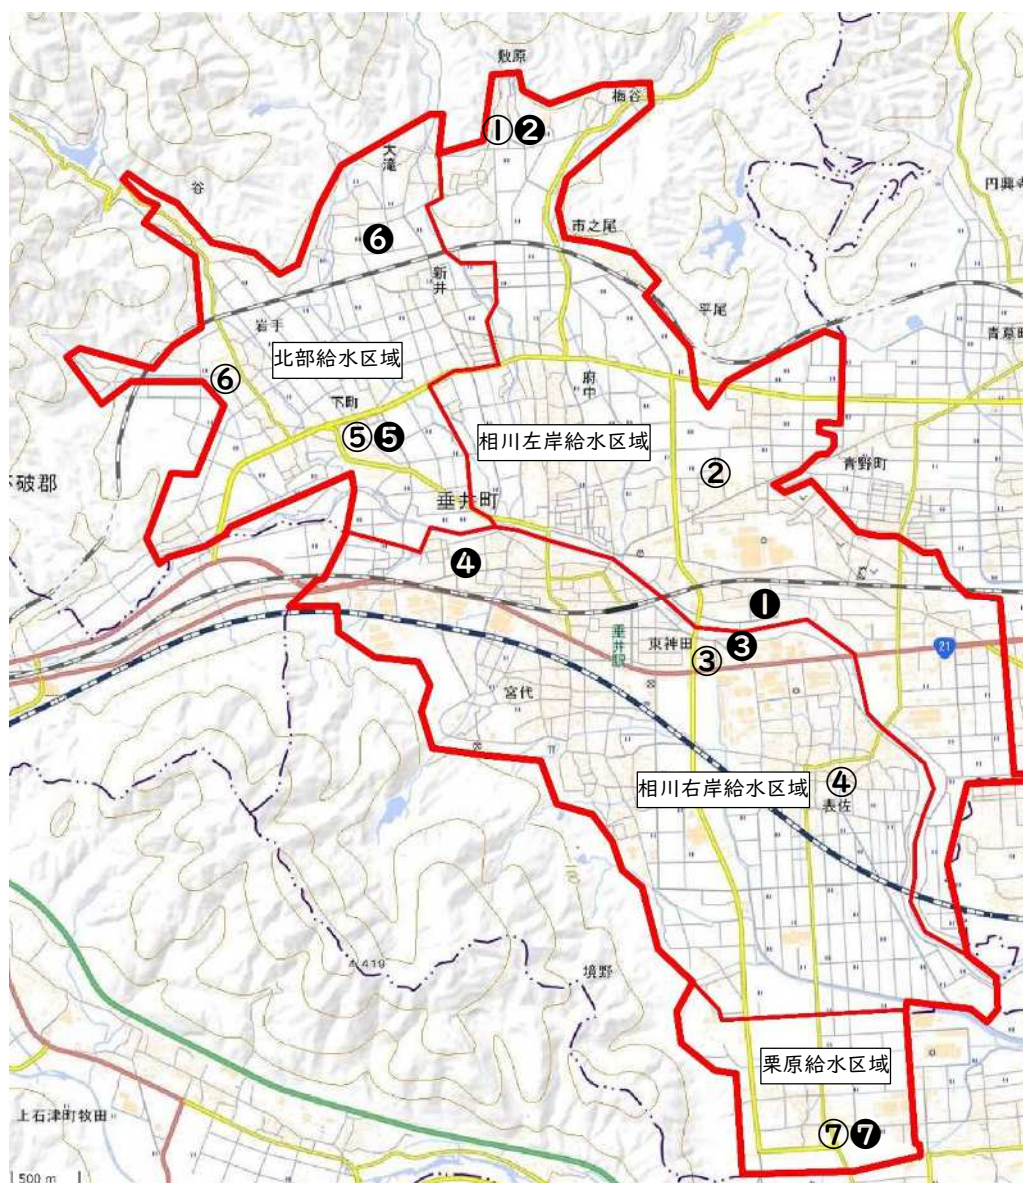 敷原
梅谷
①❷
大滝
谷
円興寺
❻
市之尾
新井
平尾
岩手
青墓町
北部給水区域
⑥
府中
下町
⑤❺
相川左岸給水区域
②
青野町
不破郡
垂井町
❹
❶
垂井駅
東神田
❸
③
21
宮代
相川右岸給水区域
④
表佐
419
境野
栗原給水区域
上石津町牧田
⑦❼
500 m